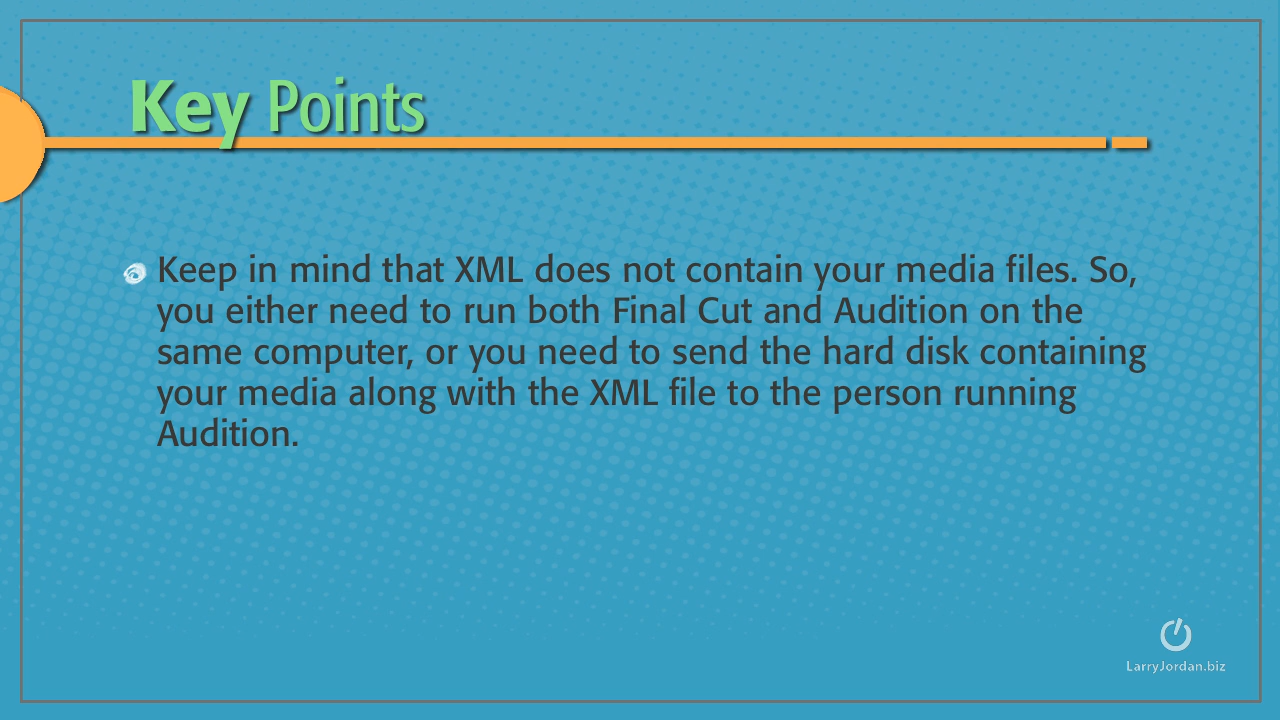 Key Points
Keep in mind that XML does not contain your media files. So,
you either need to run both Final Cut and Audition on the
same computer, or you need to send the hard disk containing
your media along with the XML file to the person running
Audition.
LarryJordan.biz